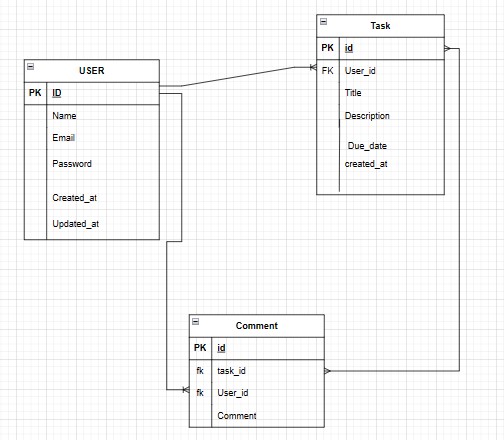 USER
PK ID
Name
Email
Password
Created_at
Updated_at
Task
PK id
FK User_id
Title
Description
Due_date
created_at
Comment
PK id
fk task_id
fk User_id
Comment